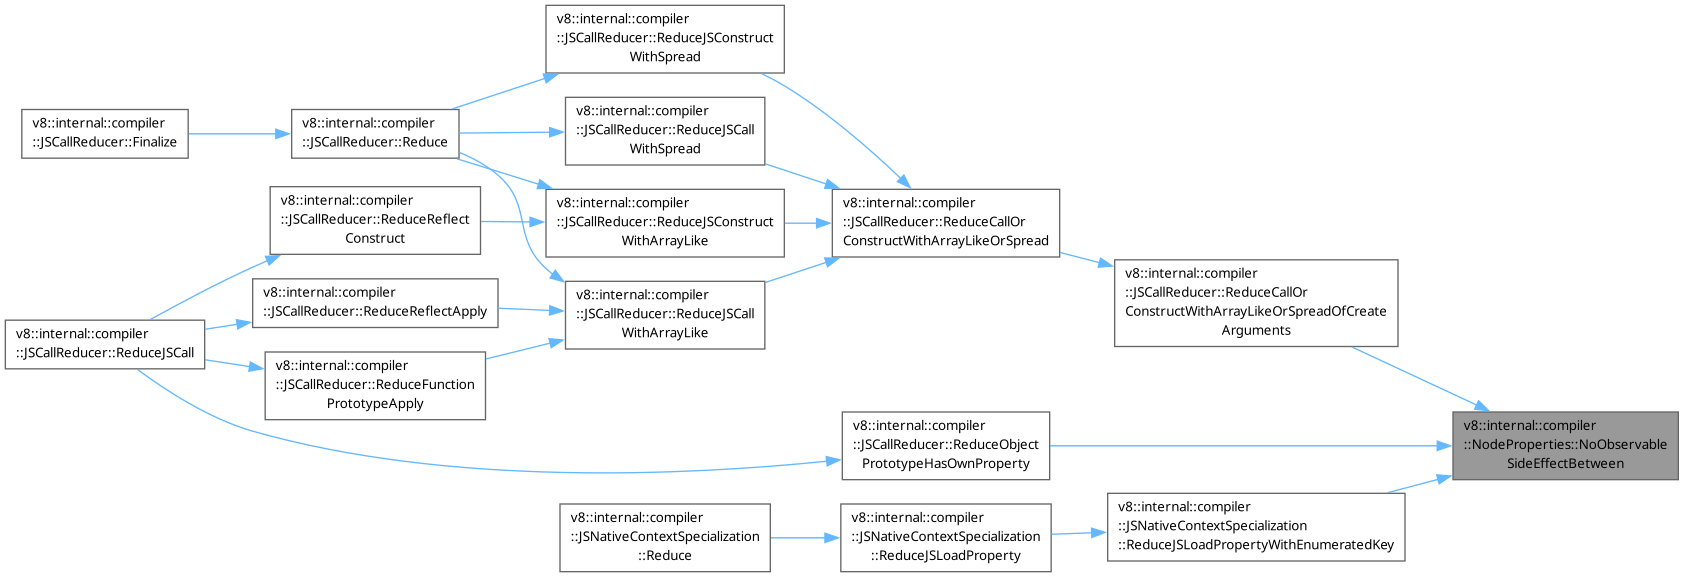 v8::internal::compiler
::JSCallReducer::ReduceJSConstruct
WithSpread
v8::internal::compiler
::JSCallReducer::Finalize
v8::internal::compiler
::JSCallReducer::Reduce
v8::internal::compiler
::JSCallReducer::ReduceJSCall
WithSpread
v8::internal::compiler
::JSCallReducer::ReduceReflect
Construct
v8::internal::compiler
::JSCallReducer::ReduceJSConstruct
WithArrayLike
v8::internal::compiler
::JSCallReducer::ReduceCallOr
ConstructWithArrayLikeOrSpread
v8::internal::compiler
::JSCallReducer::ReduceCallOr
ConstructWithArrayLikeOrSpreadOfCreate
Arguments
v8::internal::compiler
::JSCallReducer::ReduceReflectApply
v8::internal::compiler
::JSCallReducer::ReduceJSCall
WithArrayLike
v8::internal::compiler
::JSCallReducer::ReduceJSCall
v8::internal::compiler
::JSCallReducer::ReduceFunction
PrototypeApply
v8::internal::compiler
::JSCallReducer::ReduceObject
PrototypeHasOwnProperty
v8::internal::compiler
::NodeProperties::NoObservable
SideEffectBetween
v8::internal::compiler
::JSNativeContextSpecialization
::Reduce
v8::internal::compiler
::JSNativeContextSpecialization
::ReduceJSLoadProperty
v8::internal::compiler
::JSNativeContextSpecialization
::ReduceJSLoadPropertyWithEnumeratedKey